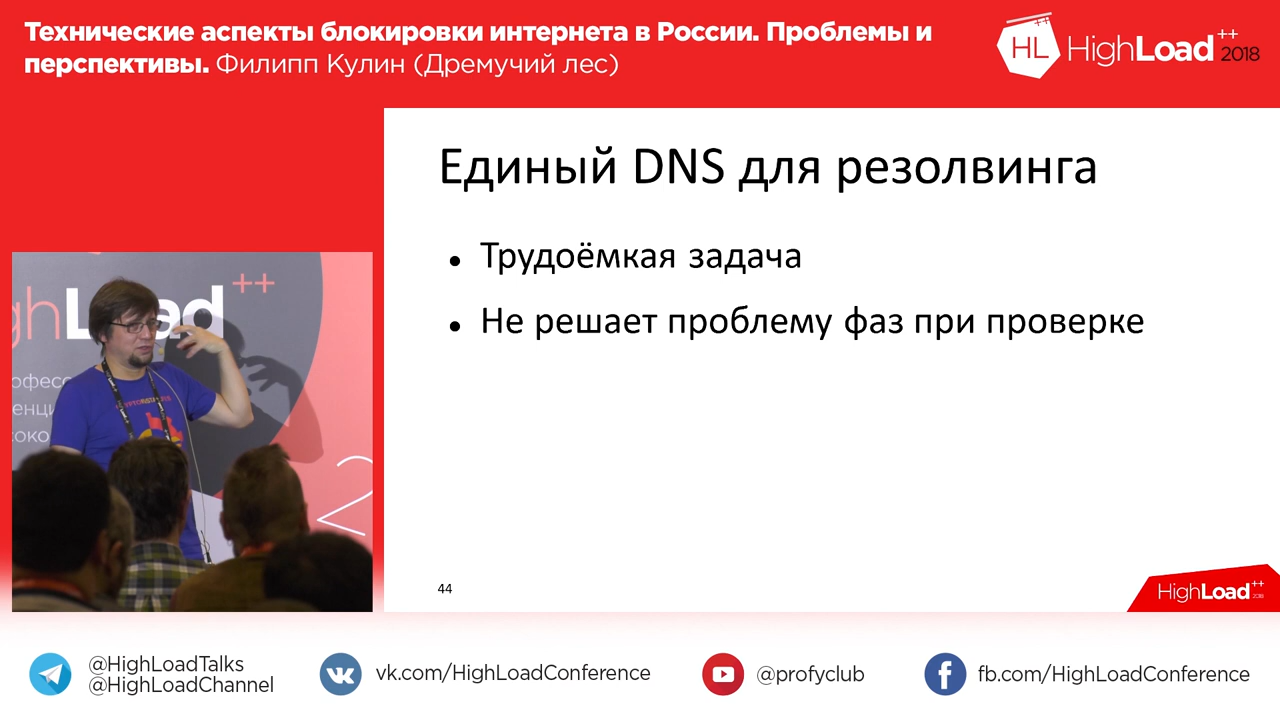 Технические аспекты блокировки интернета в России. Проблемы и
перспективы. Филипп Кулин (Дремучий лес)
HL
HighLoad++
2018
Единый DNS для резолвинга
• Трудоёмкая задача
• Не решает проблему фаз при проверке
44
HighLoad++
2018
@HighLoadTalks
@HighLoadChannel
vk.com/HighLoadConference
@profyclub
fb.com/HighLoadConference